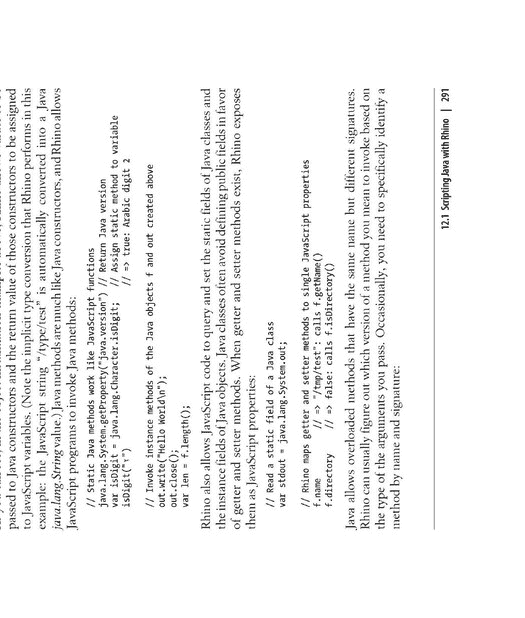 passed to Java constructors and the return value of those constructors to be assigned
to JavaScript variables. (Note the implicit type conversion that Rhino performs in this
example: the JavaScript string “/type/test” is automatically converted into a Java
java.lang.String value.) Java methods are much like Java constructors, and Rhino allows
JavaScript programs to invoke Java methods:
// Static Java methods work like JavaScript functions
java.lang.System.getProperty("java.version") // Return Java version
var isDigit = java.lang.Character.isDigit; // Assign static method to variable
isDigit("٢") // => true: Arabic digit 2
// Invoke instance methods of the Java objects f and out created above
out.write("Hello World\n");
out.close();
var len = f.length();
Rhino also allows JavaScript code to query and set the static fields of Java classes and
the instance fields of Java objects. Java classes often avoid defining public fields in favor
of getter and setter methods. When getter and setter methods exist, Rhino exposes
them as JavaScript properties:
// Read a static field of a Java class
var stdout = java.lang.System.out;
// Rhino maps getter and setter methods to single JavaScript properties
f.name // => "/tmp/test": calls f.getName()
f.directory // => false: calls f.isDirectory()
Java allows overloaded methods that have the same name but different signatures.
Rhino can usually figure out which version of a method you mean to invoke based on
the type of the arguments you pass. Occasionally, you need to specifically identify a
method by name and signature:
12.1 Scripting Java with Rhino | 291